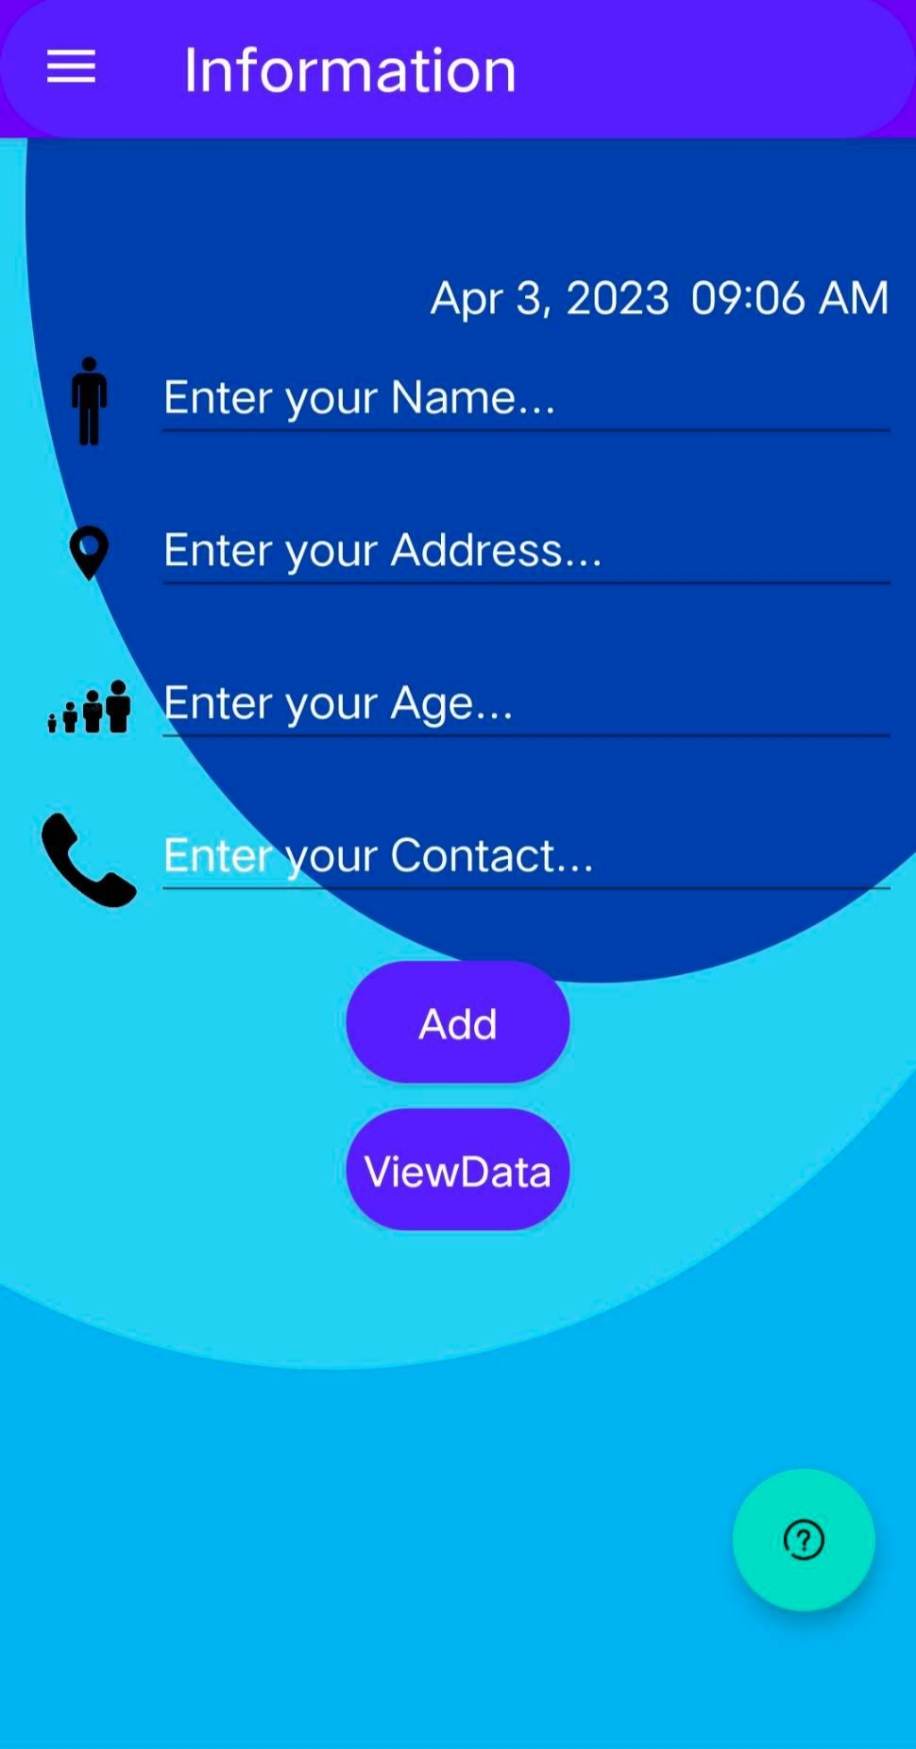 Information
Apr 3, 2023 09:06 AM
Enter your Name...
Enter your Address...
Enter your Age...
Enter your Contact...
Add
ViewData
?